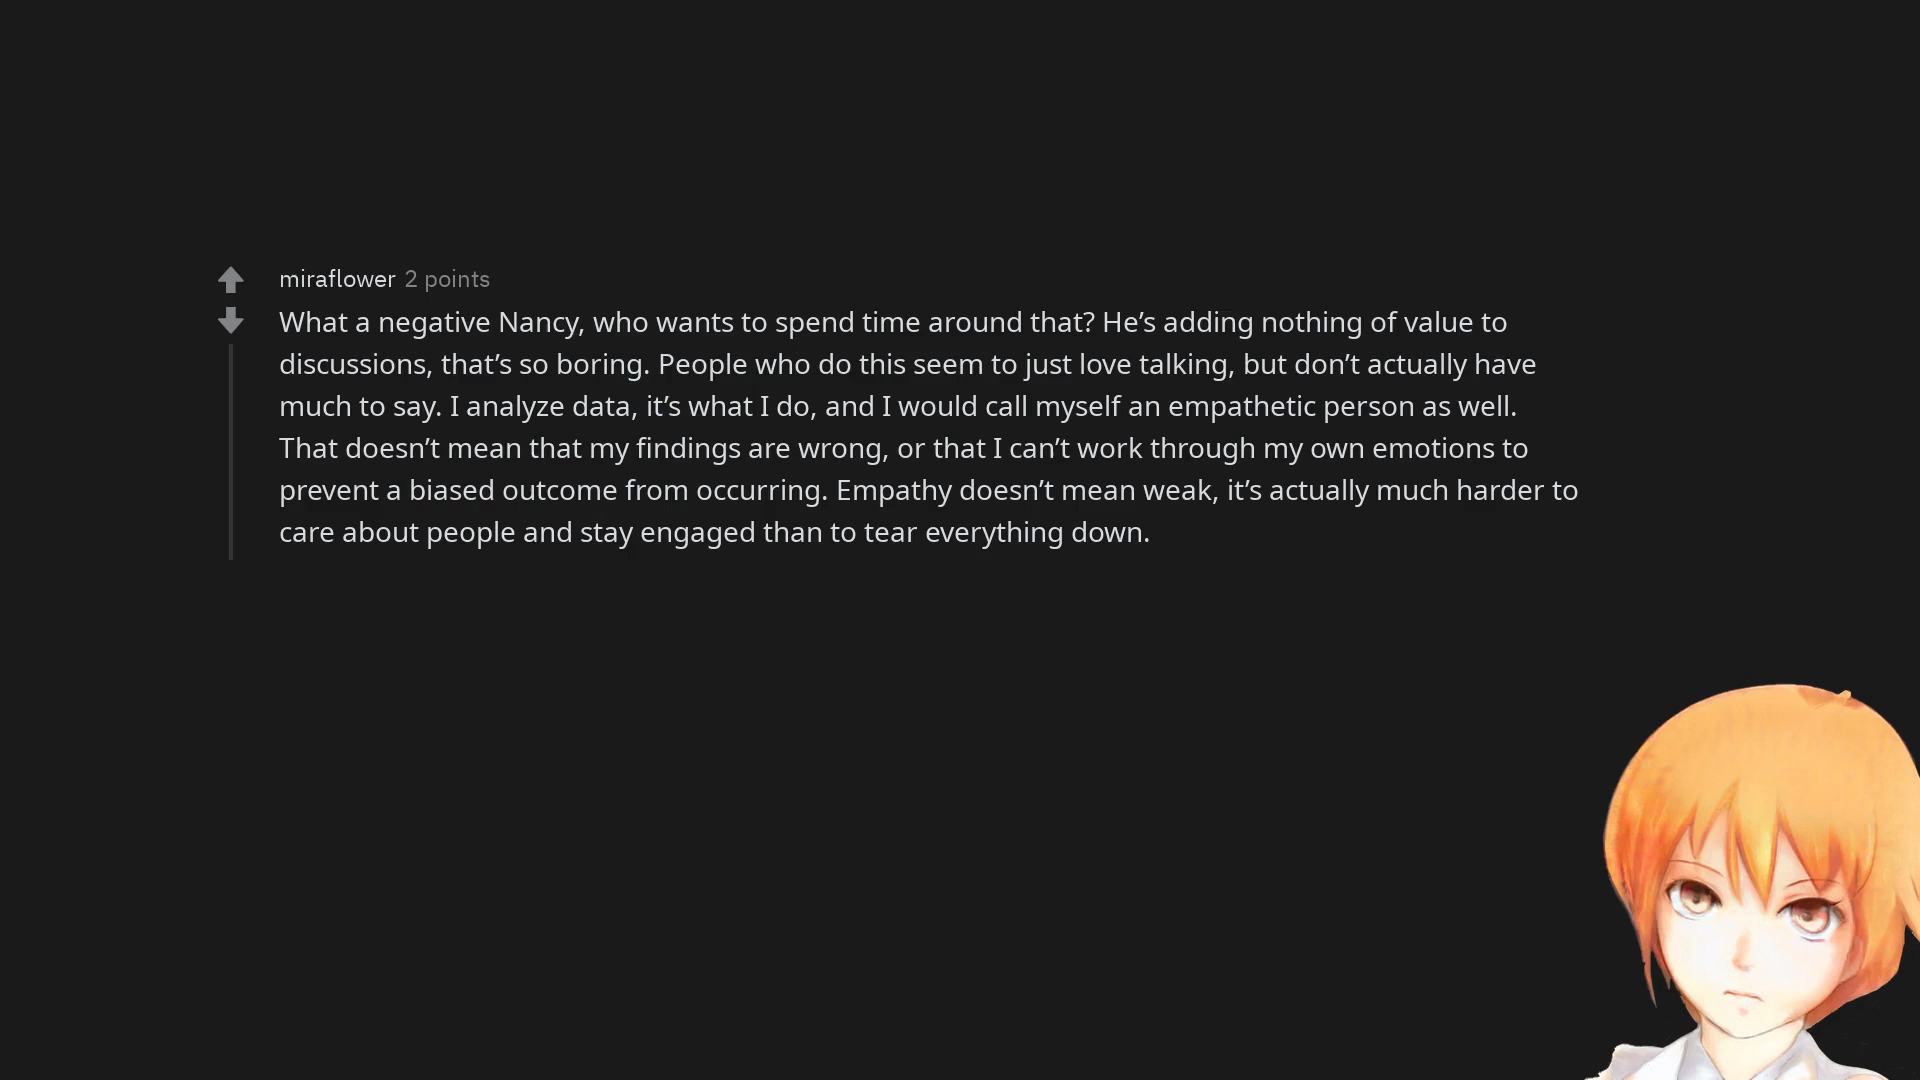 miraflower 2 points
What a negative Nancy, who wants to spend time around that? He’s adding nothing of value to
discussions, that’s so boring. People who do this seem to just love talking, but don’t actually have
much to say. I analyze data, it’s what I do, and I would call myself an empathetic person as well.
That doesn’t mean that my findings are wrong, or that I can’t work through my own emotions to
prevent a biased outcome from occurring. Empathy doesn’t mean weak, it’s actually much harder to
care about people and stay engaged than to tear everything down.